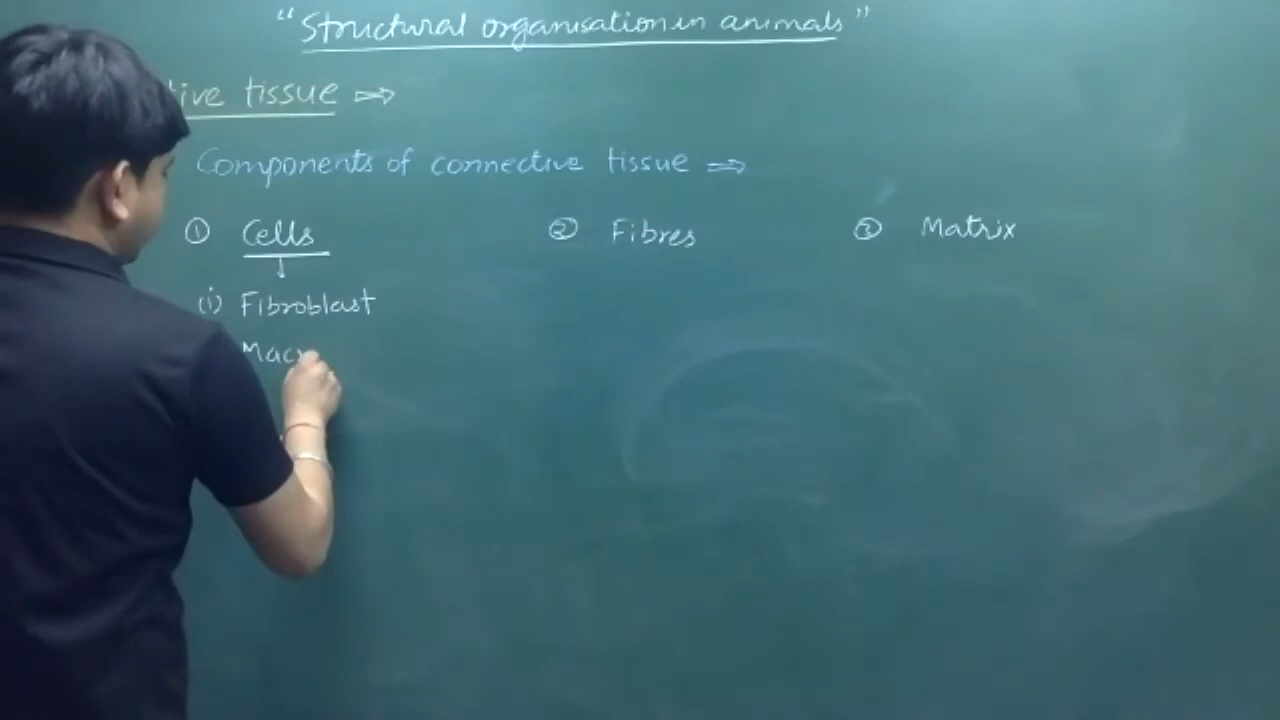 "Structural organisation in animals"
tive tissue ⇒
Components of connective tissue ⇒
① Cells ② Fibres ③ Matrix
↓
(i) Fibroblast
Mac